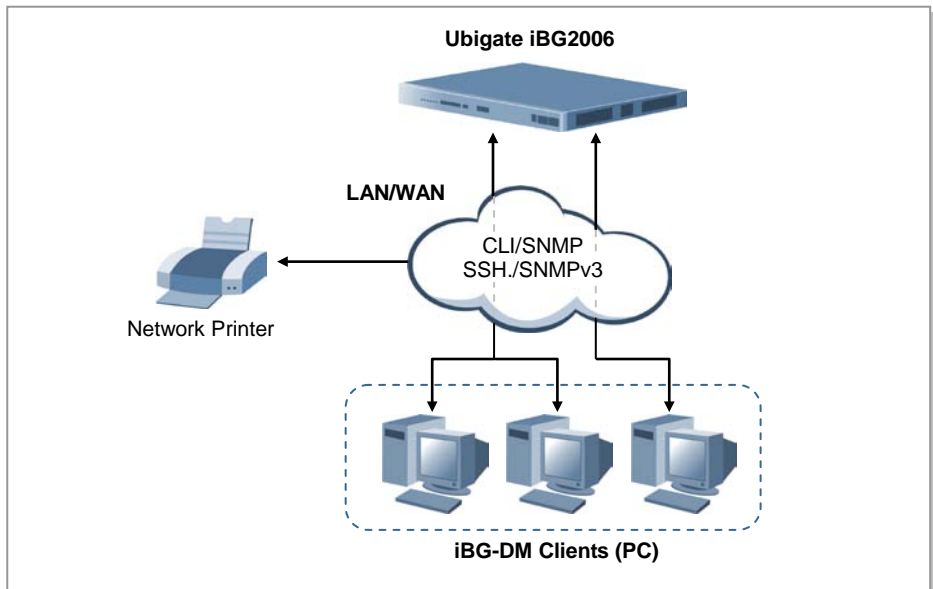 Ubigate iBG2006
LAN/WAN
CLI/SNMP
SSH./SNMPv3
Network Printer
iBG-DM Clients (PC)